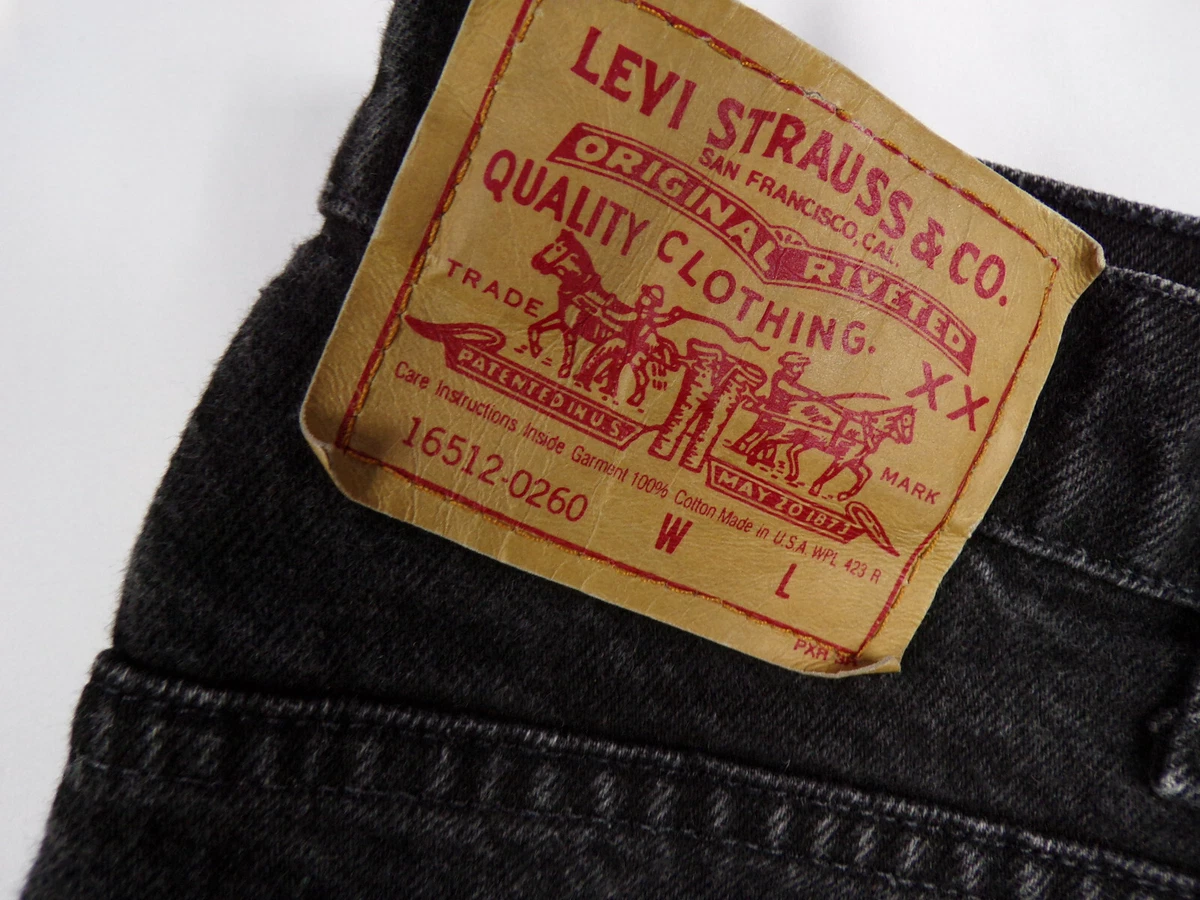 LEVI STRAUSS & CO.
SAN FRANCISCO, CAL.
ORIGINAL RIVETED
QUALITY CLOTHING.
XX
TRADE MARK
PATENTED IN U.S.
MAY 20 1873
Care Instructions Inside Garment 100% Cotton Made in U.S.A. WPL 423 R
16512-0260
W
L
PXR